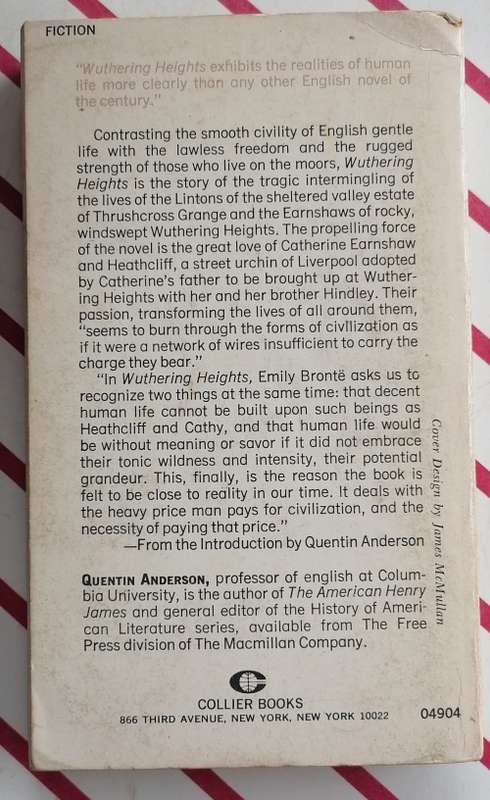 FICTION
"Wuthering Heights exhibits the realities of human
life more clearly than any other English novel of
the century."
Contrasting the smooth civility of English gentle
life with the lawless freedom and the rugged
strength of those who live on the moors, Wuthering
Heights is the story of the tragic intermingling of
the lives of the Lintons of the sheltered valley estate
of Thrushcross Grange and the Earnshaws of rocky,
windswept Wuthering Heights. The propelling force
of the novel is the great love of Catherine Earnshaw
and Heathcliff, a street urchin of Liverpool adopted
by Catherine's father to be brought up at Wuther-
ing Heights with her and her brother Hindley. Their
passion, transforming the lives of all around them,
"seems to burn through the forms of civilization as
if it were a network of wires insufficient to carry the
charge they bear."
"In Wuthering Heights, Emily Brontë asks us to
recognize two things at the same time: that decent
human life cannot be built upon such beings as
Heathcliff and Cathy, and that human life would
be without meaning or savor if it did not embrace
their tonic wildness and intensity, their potential
grandeur. This, finally, is the reason the book is
felt to be close to reality in our time. It deals with
the heavy price man pays for civilization, and the
necessity of paying that price."
—From the Introduction by Quentin Anderson
QUENTIN ANDERSON, professor of english at Colum-
bia University, is the author of The American Henry
James and general editor of the History of Ameri-
can Literature series, available from The Free
Press division of The Macmillan Company.
Cover Design by James McMullan
COLLIER BOOKS
866 THIRD AVENUE, NEW YORK, NEW YORK 10022
04904